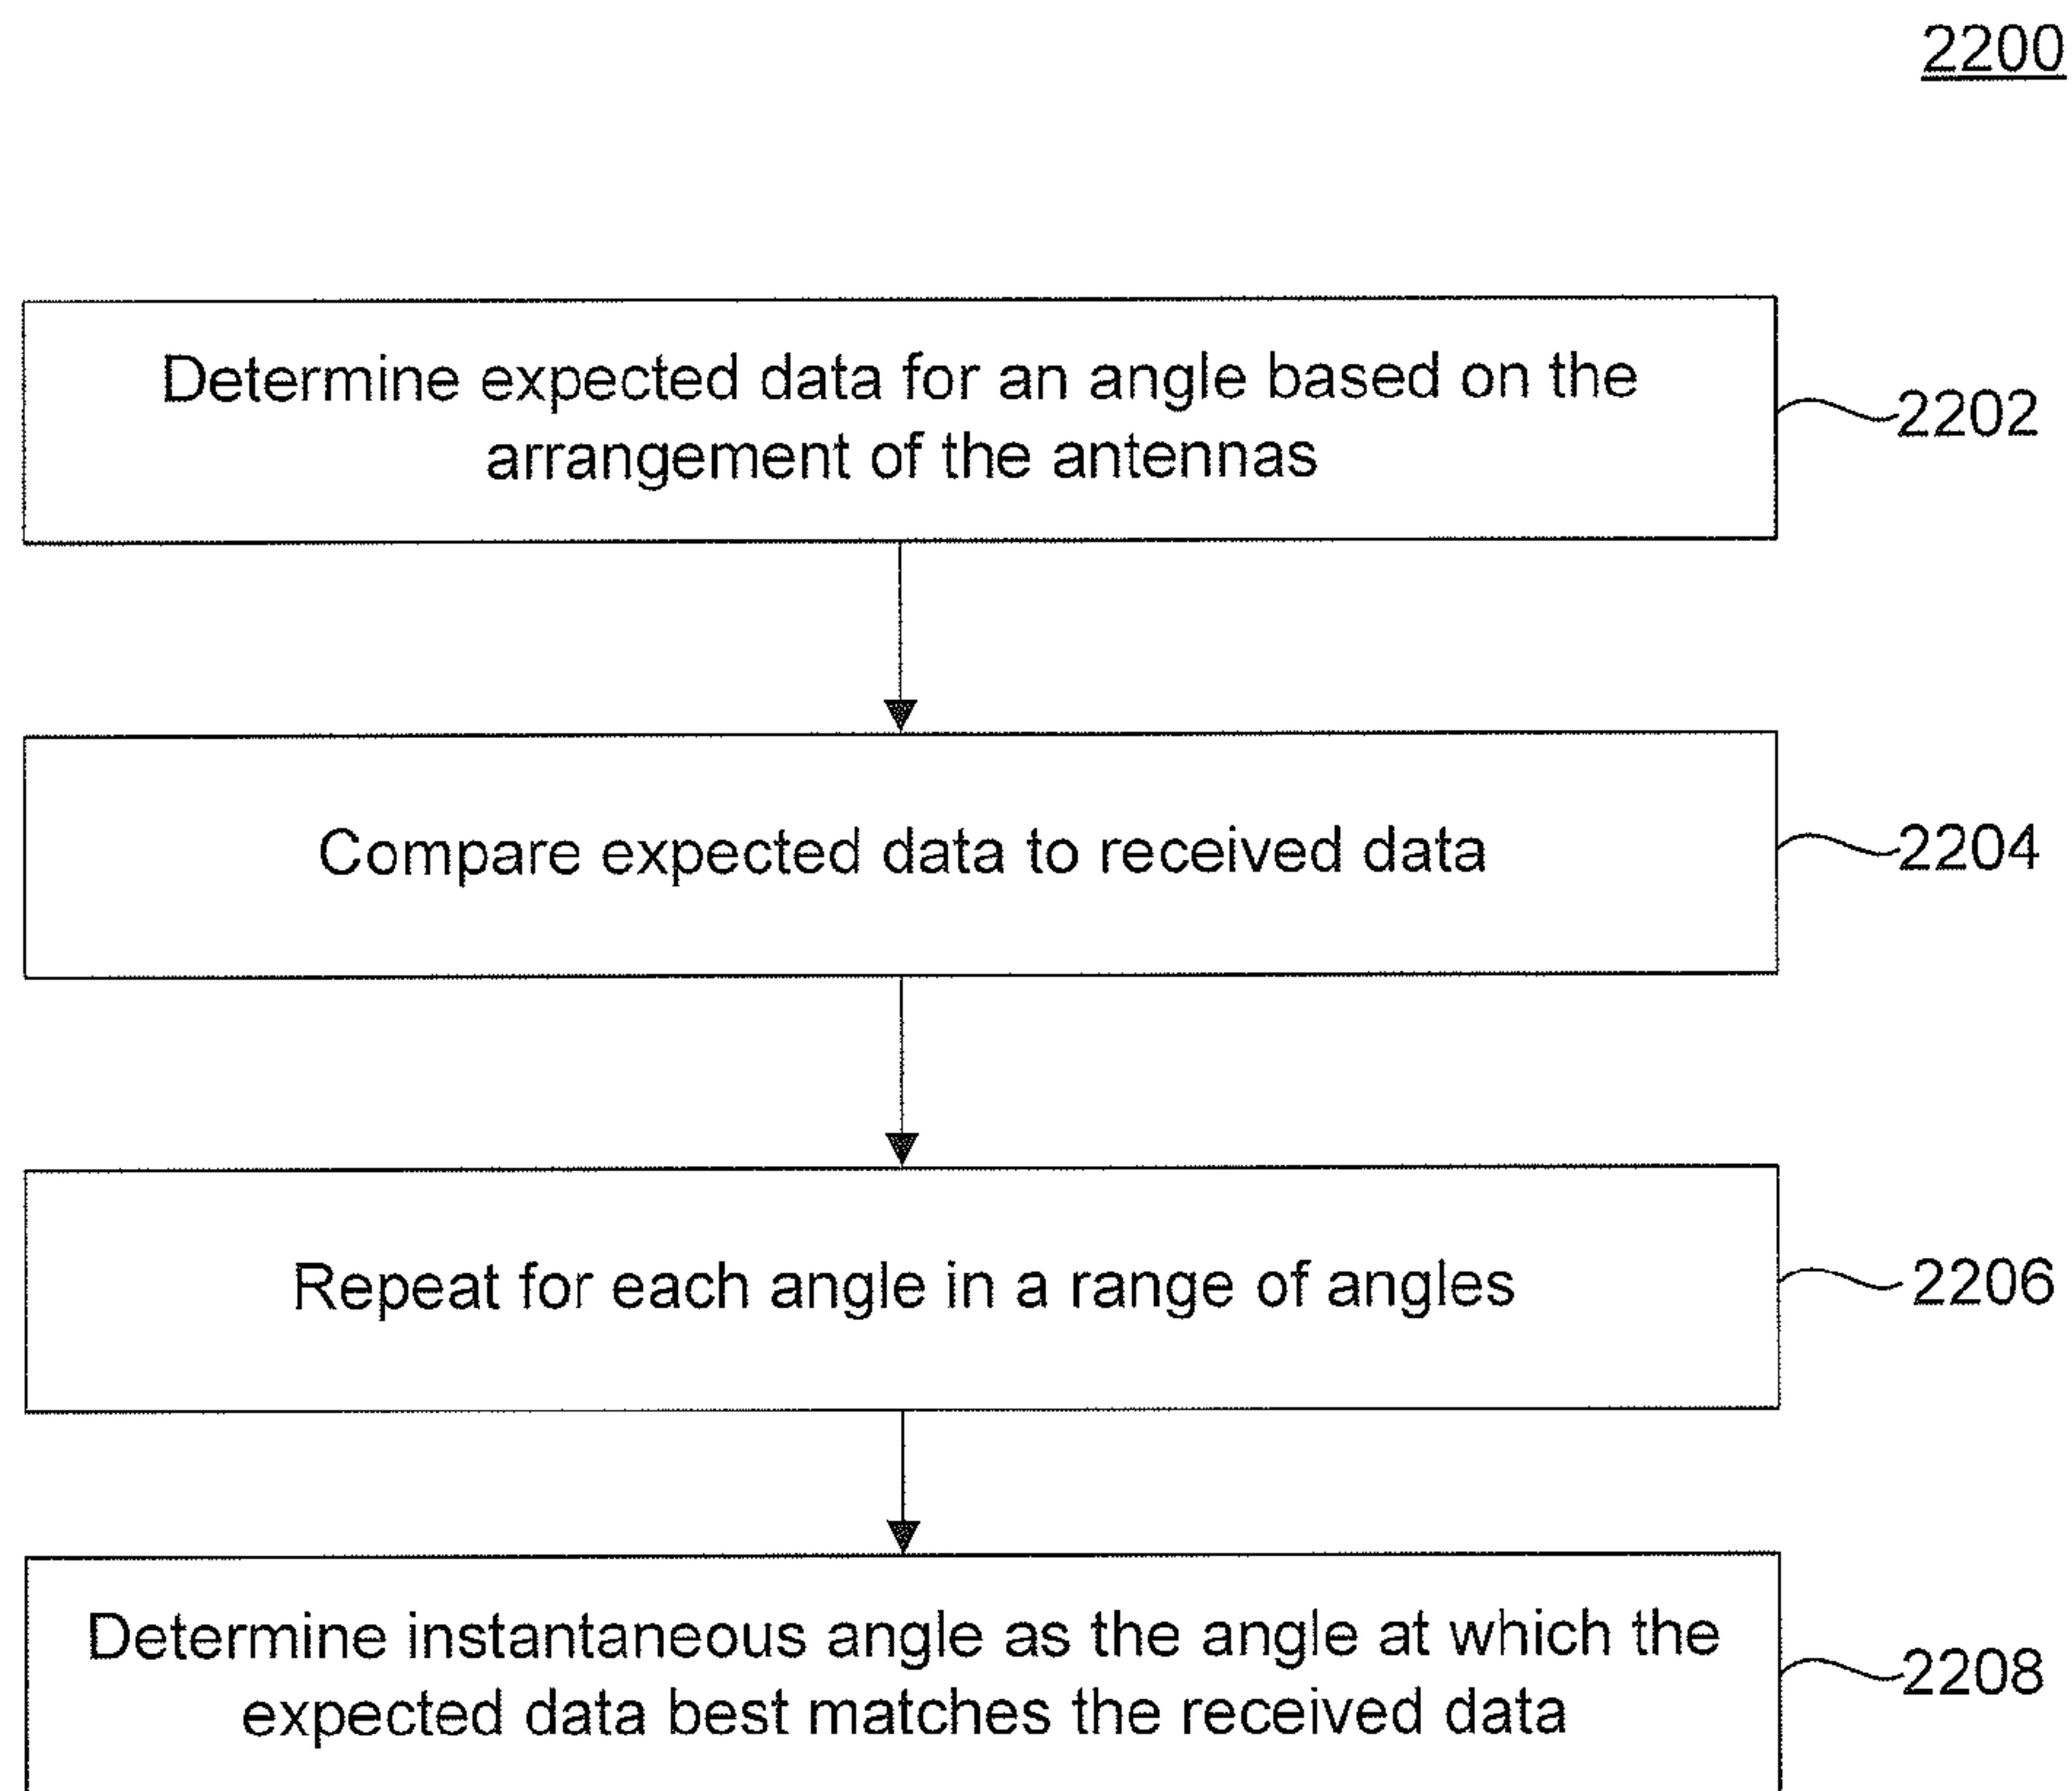 2200
Determine expected data for an angle based on the
arrangement of the antennas
2202
Compare expected data to received data
2204
Repeat for each angle in a range of angles
2206
Determine instantaneous angle as the angle at which the
expected data best matches the received data
2208